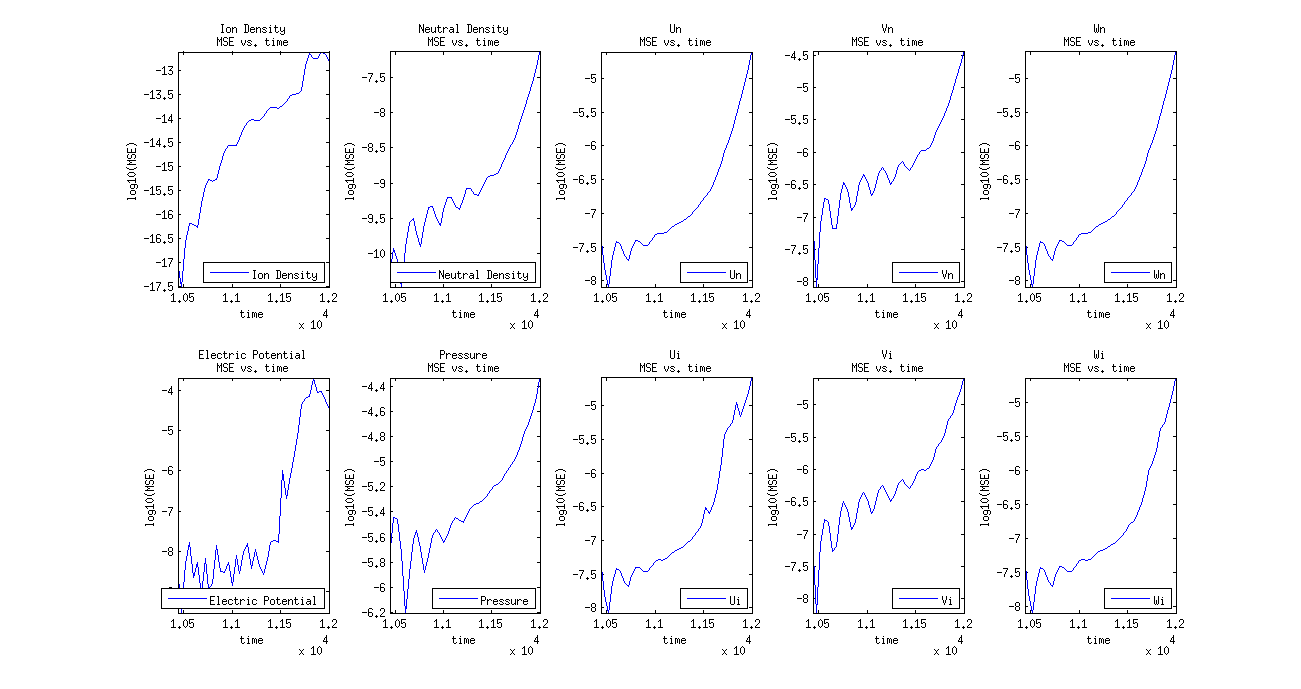 Ion Density
MSE vs. time
log10(MSE)
-13
-13.5
-14
-14.5
-15
-15.5
-16
-16.5
-17
-17.5
Ion Density
1.05 1.1 1.15 1.2
time
x 10^4
Neutral Density
MSE vs. time
log10(MSE)
-7.5
-8
-8.5
-9
-9.5
-10
Neutral Density
1.05 1.1 1.15 1.2
time
x 10^4
Un
MSE vs. time
log10(MSE)
-5
-5.5
-6
-6.5
-7
-7.5
-8
Un
1.05 1.1 1.15 1.2
time
x 10^4
Vn
MSE vs. time
log10(MSE)
-4.5
-5
-5.5
-6
-6.5
-7
-7.5
-8
Vn
1.05 1.1 1.15 1.2
time
x 10^4
Wn
MSE vs. time
log10(MSE)
-5
-5.5
-6
-6.5
-7
-7.5
-8
Wn
1.05 1.1 1.15 1.2
time
x 10^4
Electric Potential
MSE vs. time
log10(MSE)
-4
-5
-6
-7
-8
Electric Potential
1.05 1.1 1.15 1.2
time
x 10^4
Pressure
MSE vs. time
log10(MSE)
-4.4
-4.6
-4.8
-5
-5.2
-5.4
-5.6
-5.8
-6
-6.2
Pressure
1.05 1.1 1.15 1.2
time
x 10^4
Ui
MSE vs. time
log10(MSE)
-5
-5.5
-6
-6.5
-7
-7.5
-8
Ui
1.05 1.1 1.15 1.2
time
x 10^4
Vi
MSE vs. time
log10(MSE)
-5
-5.5
-6
-6.5
-7
-7.5
-8
Vi
1.05 1.1 1.15 1.2
time
x 10^4
Wi
MSE vs. time
log10(MSE)
-5
-5.5
-6
-6.5
-7
-7.5
-8
Wi
1.05 1.1 1.15 1.2
time
x 10^4